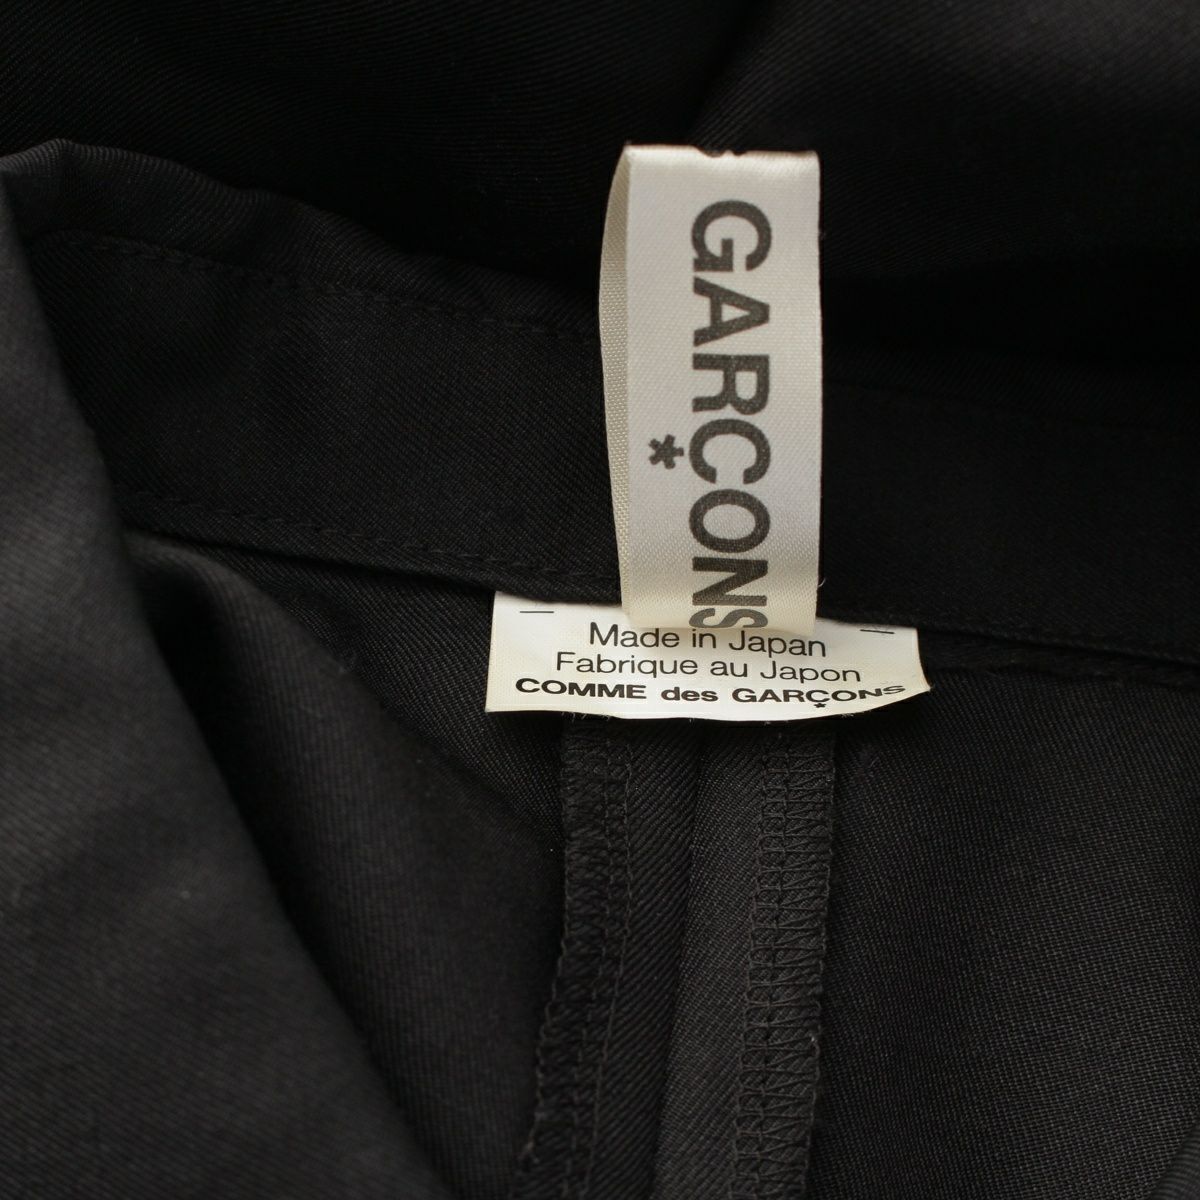 GARÇONS
Made in Japan
Fabrique au Japon
COMME des GARÇONS